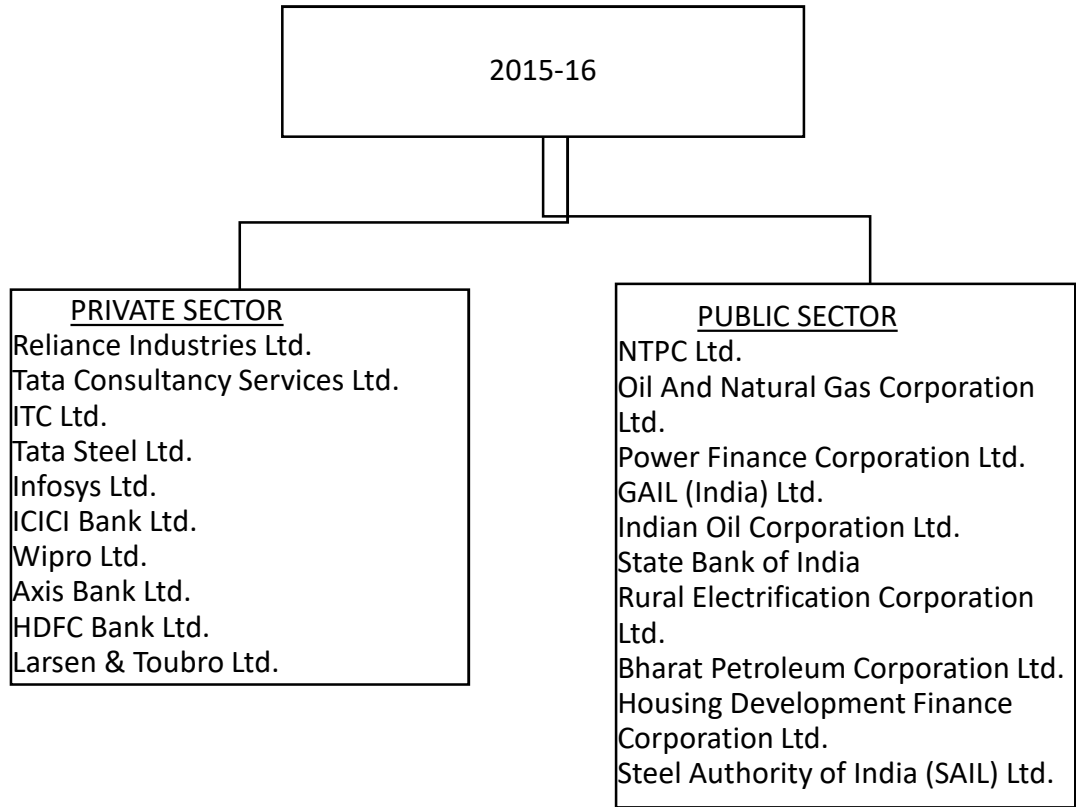 2015-16
PRIVATE SECTOR
Reliance Industries Ltd.
Tata Consultancy Services Ltd.
ITC Ltd.
Tata Steel Ltd.
Infosys Ltd.
ICICI Bank Ltd.
Wipro Ltd.
Axis Bank Ltd.
HDFC Bank Ltd.
Larsen & Toubro Ltd.
PUBLIC SECTOR
NTPC Ltd.
Oil And Natural Gas Corporation
Ltd.
Power Finance Corporation Ltd.
GAIL (India) Ltd.
Indian Oil Corporation Ltd.
State Bank of India
Rural Electrification Corporation
Ltd.
Bharat Petroleum Corporation Ltd.
Housing Development Finance
Corporation Ltd.
Steel Authority of India (SAIL) Ltd.